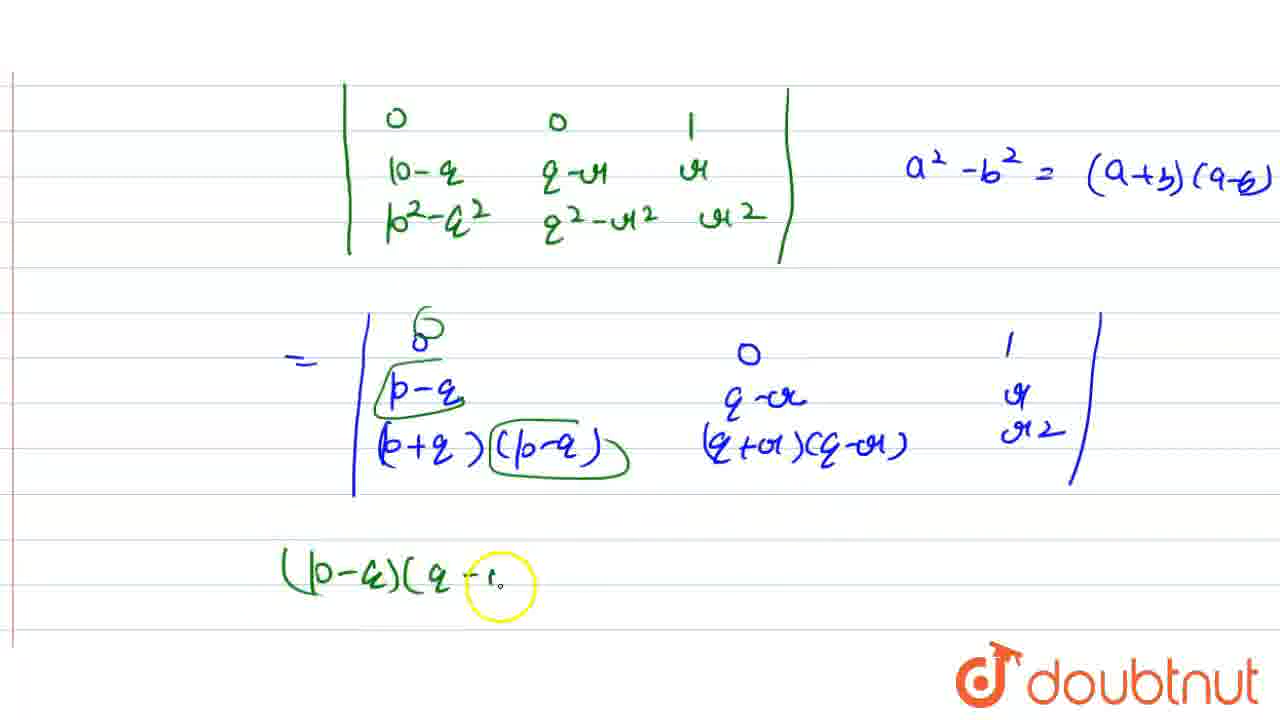 0 0 1
p-q q-r r a² - b² = (a+b)(a-b)
p²-q² q²-r² r²
= 0 0 1
p-q q-r r
(p+q)(p-q) (q+r)(q-r) r2
(p-q)(q-
doubtnut